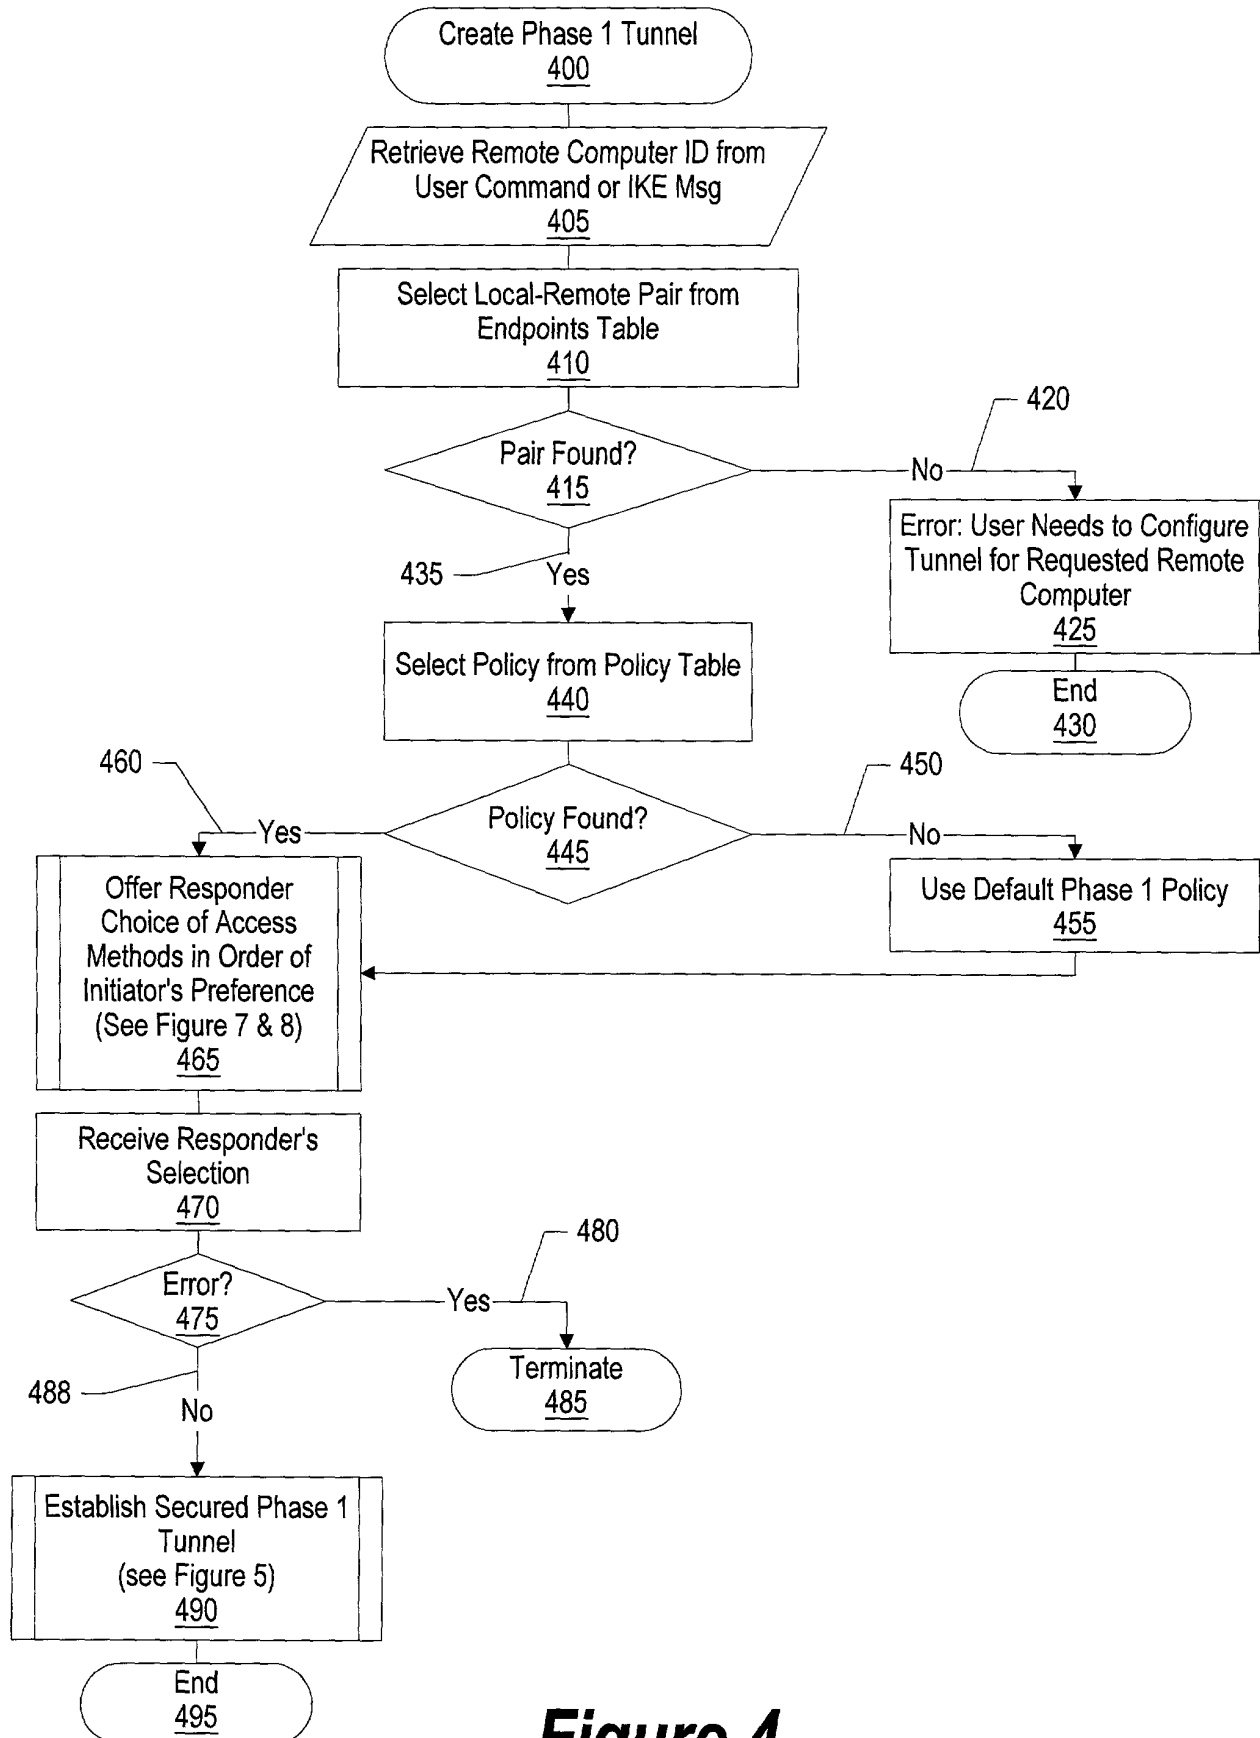 Create Phase 1 Tunnel
400
Retrieve Remote Computer ID from
User Command or IKE Msg
405
Select Local-Remote Pair from
Endpoints Table
410
420
Pair Found?
415
No
Error: User Needs to Configure
Tunnel for Requested Remote
Computer
425
End
430
435
Yes
Select Policy from Policy Table
440
460
450
Policy Found?
445
Yes
No
Offer Responder
Choice of Access
Methods in Order of
Initiator's Preference
(See Figure 7 & 8)
465
Use Default Phase 1 Policy
455
Receive Responder's
Selection
470
480
Error?
475
Yes
Terminate
485
488
No
Establish Secured Phase 1
Tunnel
(see Figure 5)
490
End
495
Figure 4